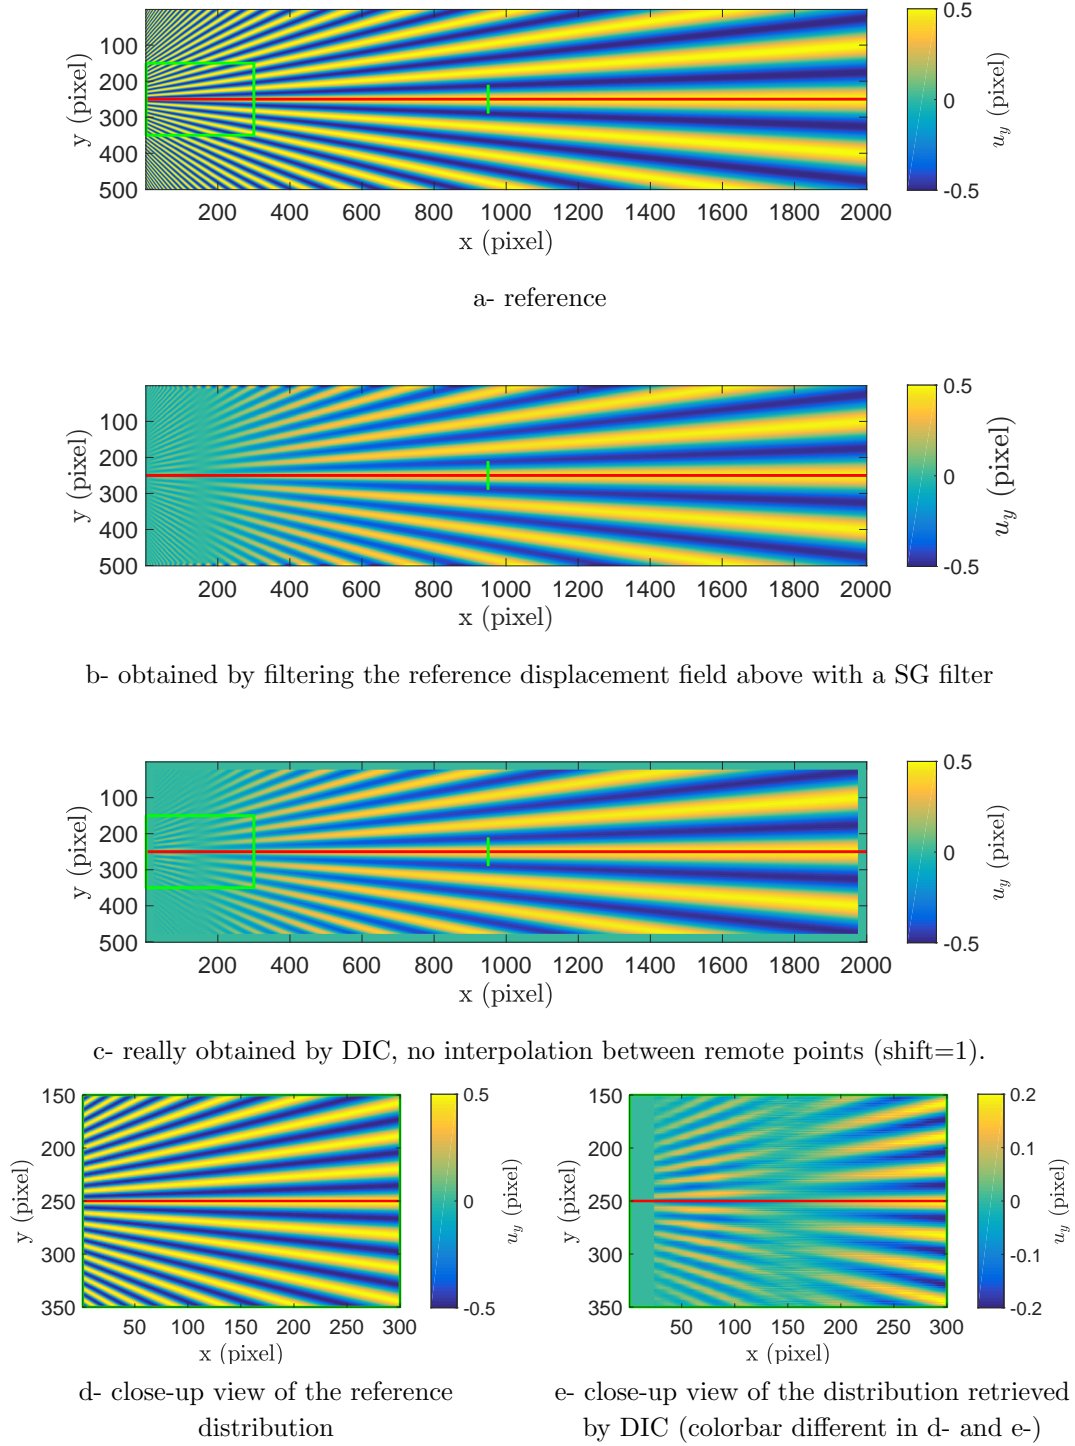 100
200
300
400
500
y (pixel)
200 400 600 800 1000 1200 1400 1600 1800 2000
x (pixel)
0.5
0
-0.5
u_y (pixel)
a- reference
100
200
300
400
500
y (pixel)
200 400 600 800 1000 1200 1400 1600 1800 2000
x (pixel)
0.5
0
-0.5
u_y (pixel)
b- obtained by filtering the reference displacement field above with a SG filter
100
200
300
400
500
y (pixel)
200 400 600 800 1000 1200 1400 1600 1800 2000
x (pixel)
0.5
0
-0.5
u_y (pixel)
c- really obtained by DIC, no interpolation between remote points (shift=1).
150
200
250
300
350
y (pixel)
50 100 150 200 250 300
x (pixel)
0.5
0
-0.5
u_y (pixel)
d- close-up view of the reference
distribution
150
200
250
300
350
y (pixel)
50 100 150 200 250 300
x (pixel)
0.2
0.1
0
-0.1
-0.2
u_y (pixel)
e- close-up view of the distribution retrieved
by DIC (colorbar different in d- and e-)